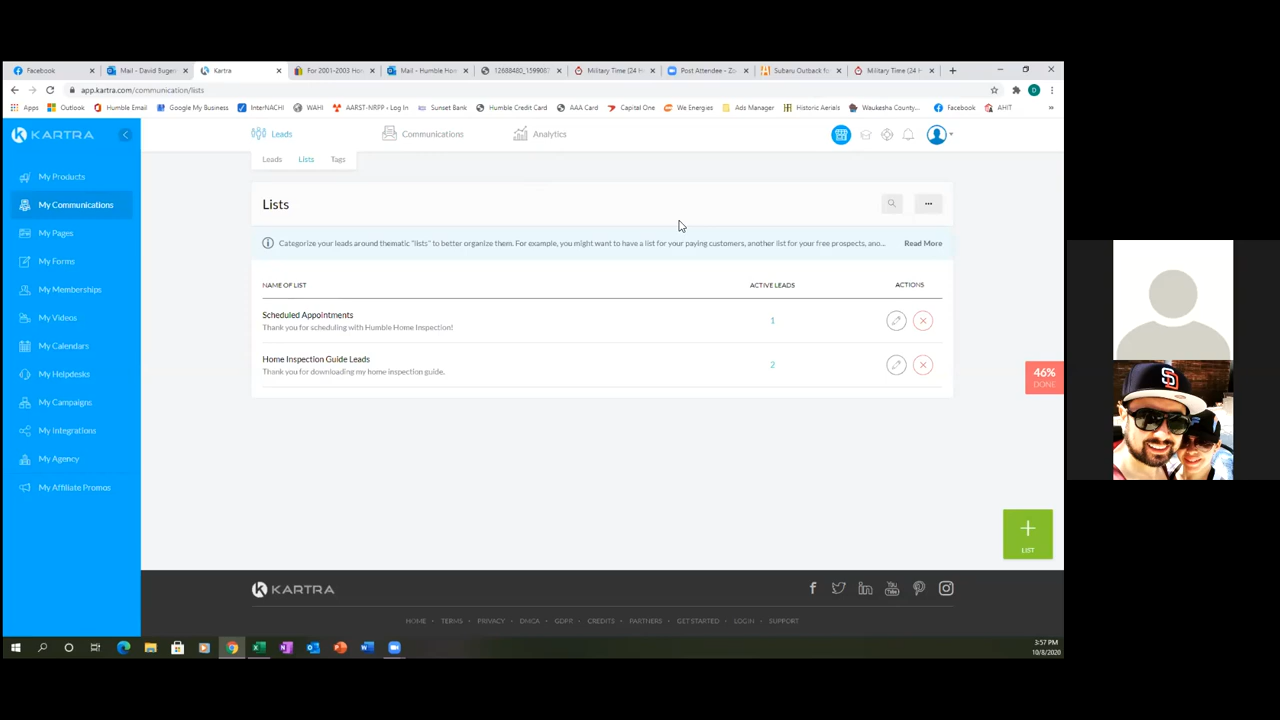 Facebook
Mail - David Bugen
Kartra
For 2001-2003 Hon
Mail - Humble Hom
12688480_1599087
Military Time (24 H
Post Attendee - Zo
Subaru Outback fo
Military Time (24 H
app.kartra.com/communication/lists
Apps
Outlook
Humble Email
Google My Business
InterNACHI
WAHI
AARST-NRPP - Log In
Sunset Bank
Humble Credit Card
AAA Card
Capital One
We Energies
Ad Manager
Historic Aerials
Waukesha County...
Facebook
AHIT
»
KARTRA
Leads
Communications
Analytics
Leads
Lists
Tags
My Products
My Communications
My Pages
My Forms
My Memberships
My Videos
My Calendars
My Helpdesks
My Campaigns
My Integrations
My Agency
My Affiliate Promos
Lists
Categorize your leads around thematic "lists" to better organize them. For example, you might want to have a list for your paying customers, another list for your free prospects, ano...
Read More
NAME OF LIST
ACTIVE LEADS
ACTIONS
Scheduled Appointments
Thank you for scheduling with Humble Home Inspection!
1
Home Inspection Guide Leads
Thank you for downloading my home inspection guide.
2
46%
DONE
LIST
KARTRA
HOME • TERMS • PRIVACY • DMCA • GDPR • CREDITS • PARTNERS • GET STARTED • LOGIN • SUPPORT
3:57 PM
10/8/2020